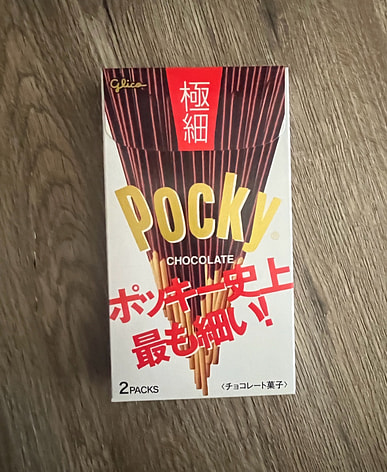 Glico
極細
Pocky
CHOCOLATE
ポッキー史上
最も細い!
2PACKS
〈チョコレート菓子〉